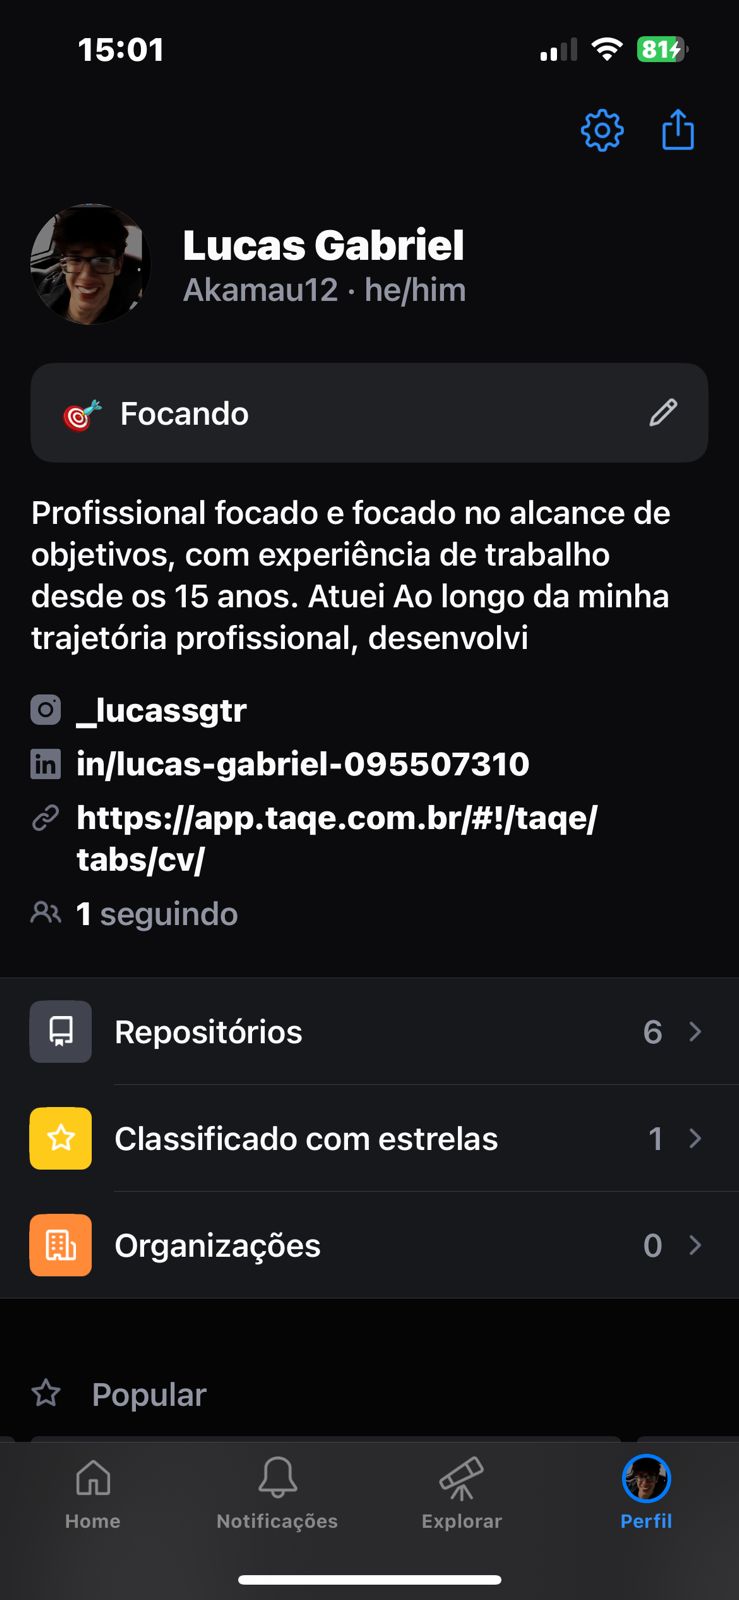 15:01
81
Lucas Gabriel
Akamau12 · he/him
Focando
Profissional focado e focado no alcance de
objetivos, com experiência de trabalho
desde os 15 anos. Atuei Ao longo da minha
trajetória profissional, desenvolvi
_lucassgtr
in/lucas-gabriel-095507310
https://app.taqe.com.br/#!/taqe/
tabs/cv/
1 seguindo
Repositórios 6
Classificado com estrelas 1
Organizações 0
Popular
Home Notificações Explorar Perfil